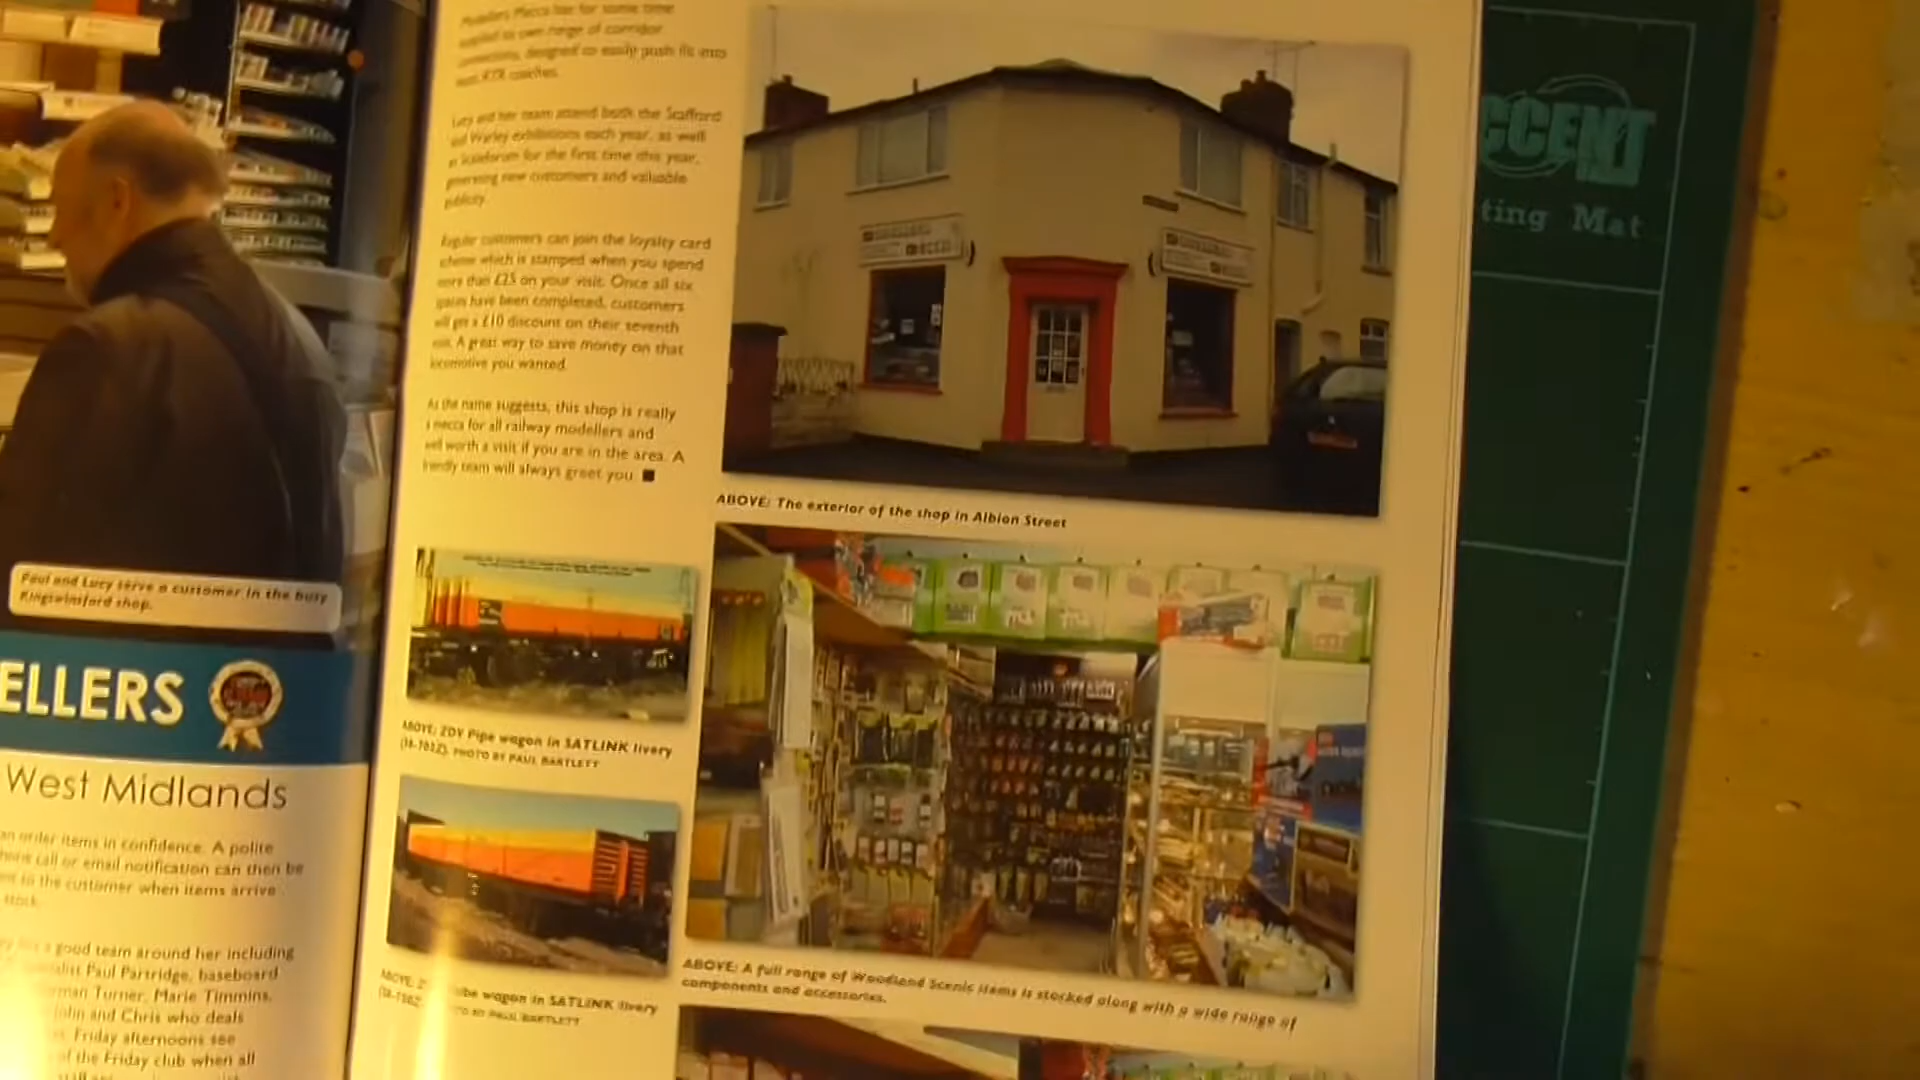 Modellers Mecca has for some time
supplied its own range of corridor
connections, designed to easily push fit into
most RTR coaches.
Lucy and her team attend both the Stafford
and Warley exhibitions each year, as well
as Scaleforum for the first time this year,
generating new customers and valuable
publicity.
Regular customers can join the loyalty card
scheme which is stamped when you spend
more than £25 on your visit. Once all six
have been completed, customers
will get a £10 discount on their seventh
visit. A great way to save money on that
locomotive you wanted.
As the name suggests, this shop is really
a mecca for all railway modellers and
well worth a visit if you are in the area. A
friendly team will always greet you.
Paul and Lucy serve a customer in the busy
Kingswinsford shop.
ELLERS
West Midlands
an order items in confidence. A polite
phone call or email notification can then be
to the customer when items arrive
stock.
a good team around her including
Paul Partridge, baseboard
Turner, Marie Timmins,
John and Chris who deals
Friday afternoons see
of the Friday club when all
ABOVE: ZDV Pipe wagon in SATLINK livery
PHOTO BY PAUL BARTLETT
ABOVE: pipe wagon in SATLINK livery
PHOTO BY PAUL BARTLETT
ABOVE: The exterior of the shop in Albion Street
ABOVE: A full range of Woodland Scenic items is stocked along with a wide range of
components and accessories.
CCENT
ting Mat